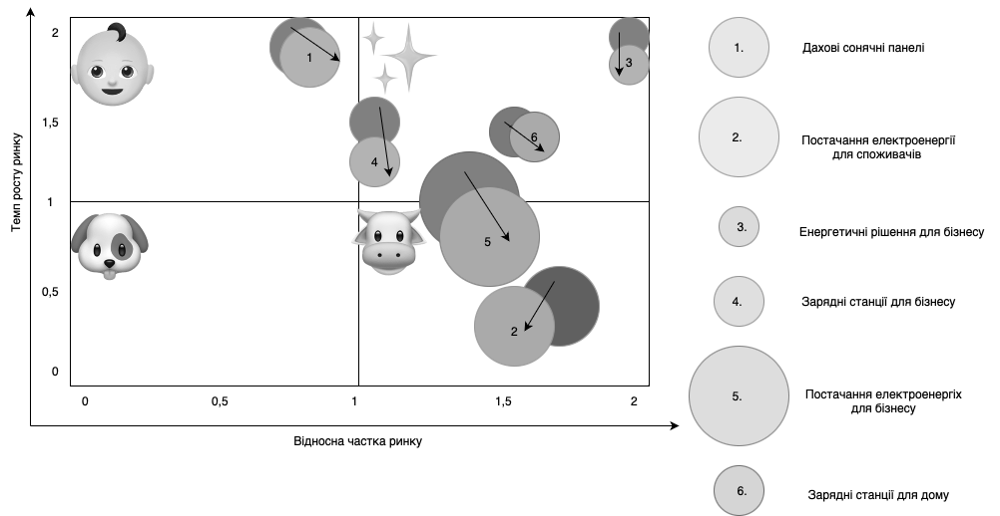 2
1,5
1
0,5
0
Темп росту ринку
0
0,5
1
1,5
2
Відносна частка ринку
1
3
4
6
5
2
1.
Дахові сонячні панелі
2.
Постачання електроенергії
для споживачів
3.
Енергетичні рішення для бізнесу
4.
Зарядні станції для бізнесу
5.
Постачання електроенергіх
для бізнесу
6.
Зарядні станції для дому